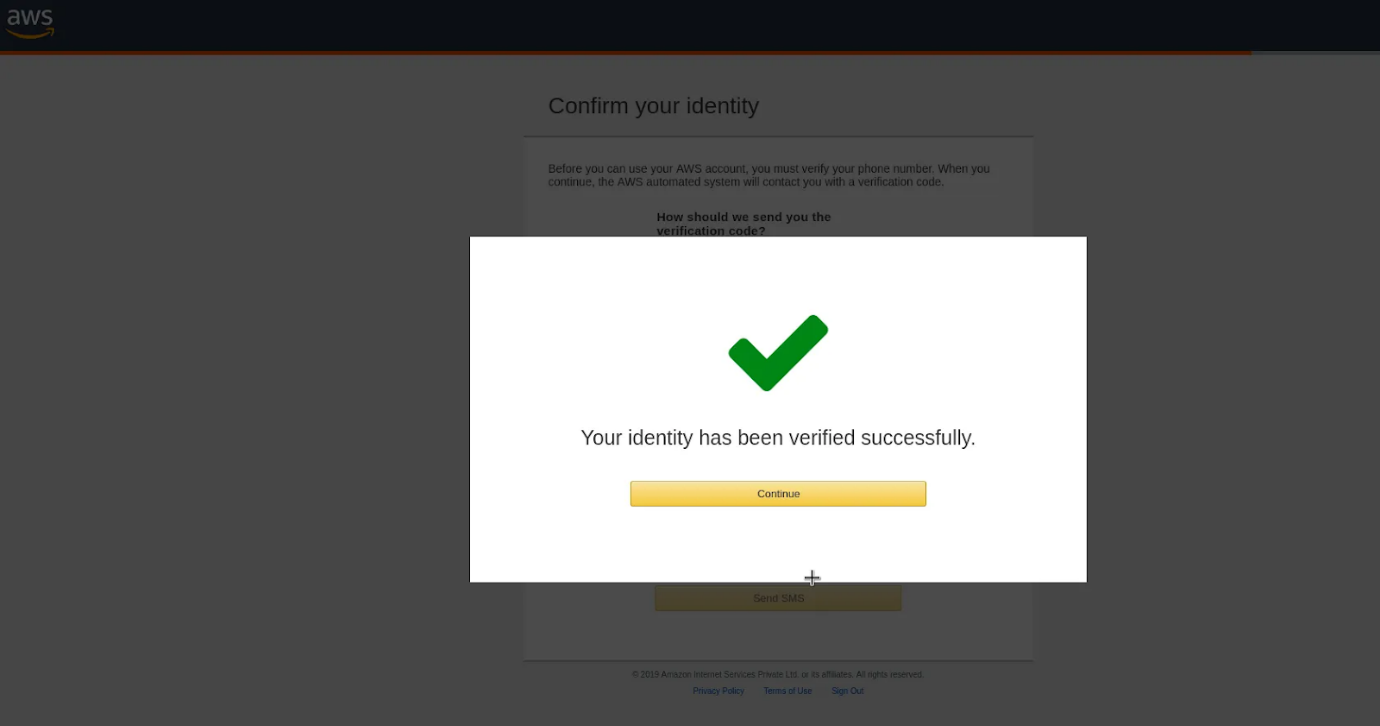 aws
Confirm your identity
Before you can use your AWS account, you must verify your phone number. When you
continue, the AWS automated system will contact you with a verification code.
How should we send you the
verification code?
Your identity has been verified successfully.
Continue
Send SMS
© 2019 Amazon Internet Services Private Ltd. or its affiliates. All rights reserved.
Privacy Policy Terms of Use Sign Out